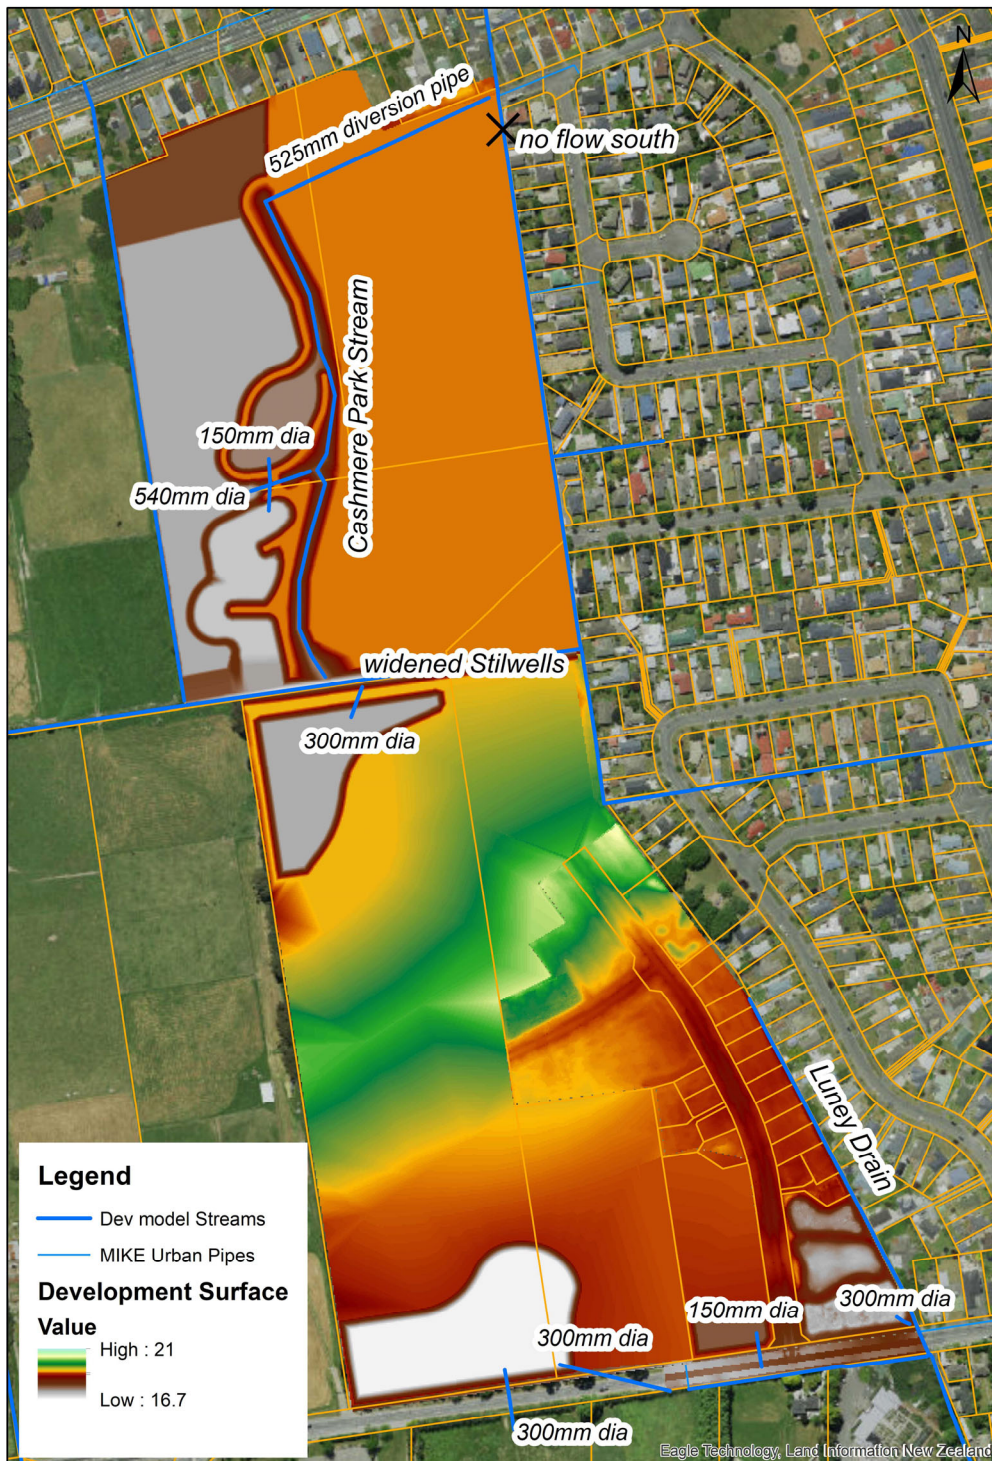 N
525mm diversion pipe
no flow south
Cashmere Park Stream
150mm dia
540mm dia
widened Stilwells
300mm dia
Luney Drain
300mm dia
150mm dia
300mm dia
300mm dia
Legend
Dev model Streams
MIKE Urban Pipes
Development Surface
Value
High : 21
Low : 16.7
Eagle Technology, Land Information New Zealand